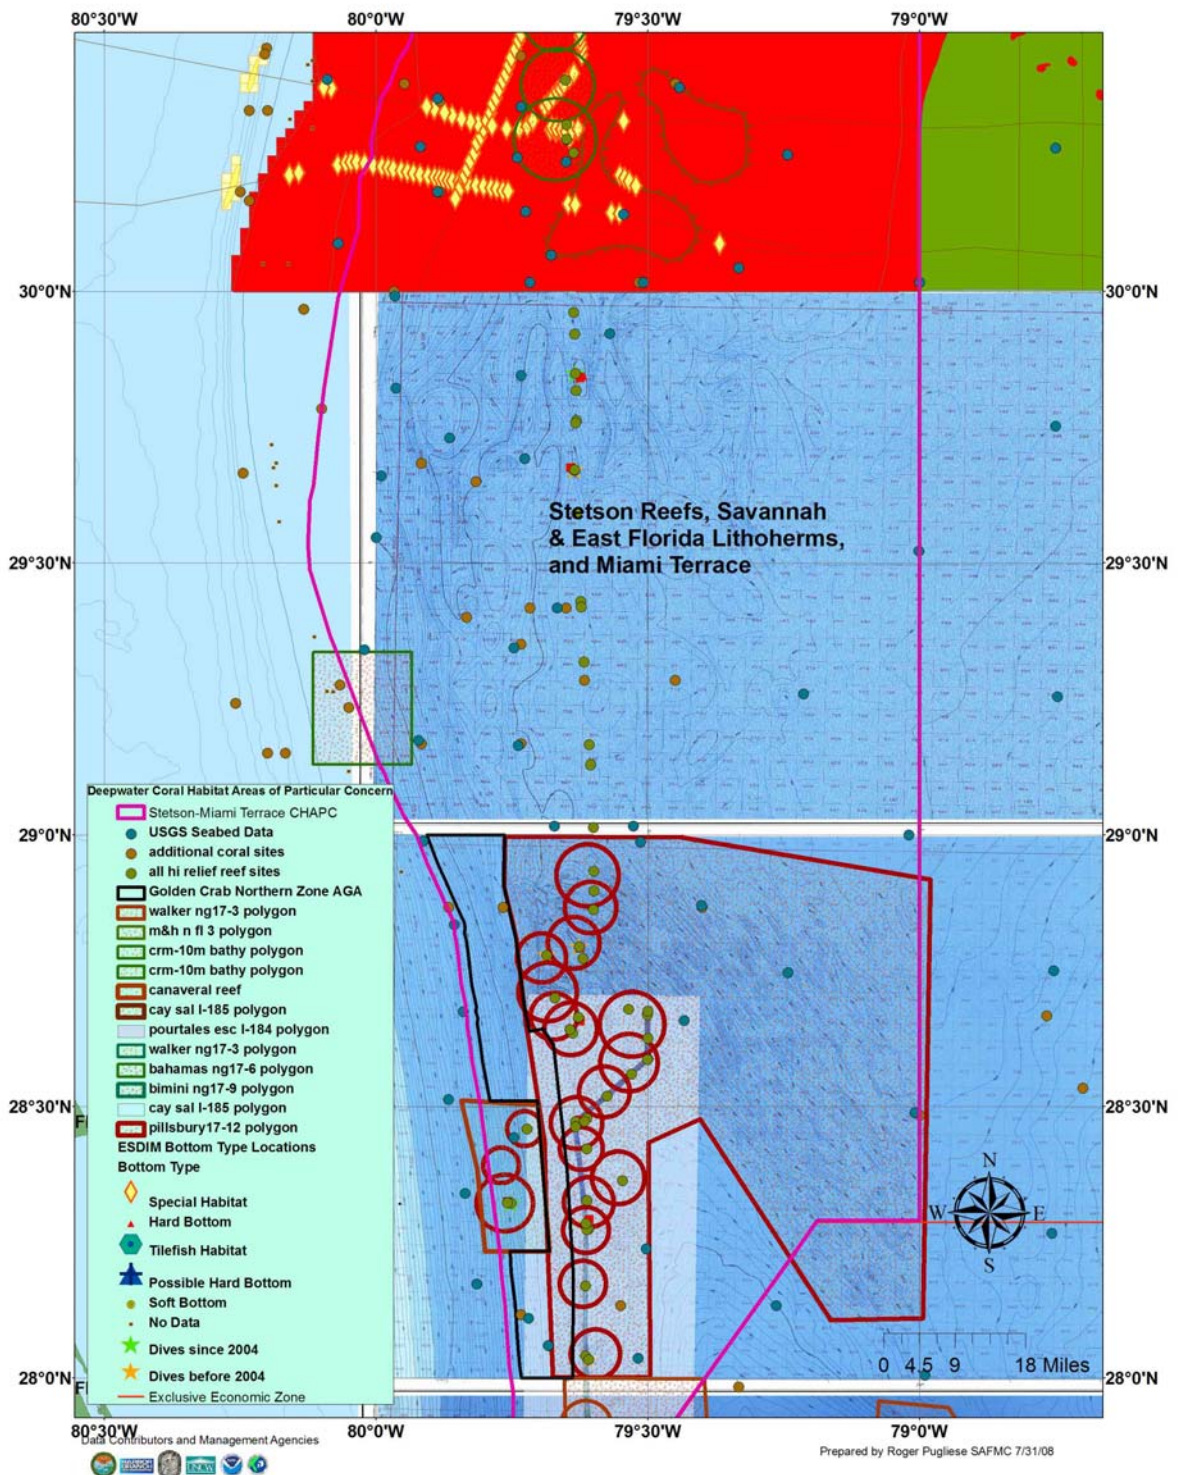 80°30'W 80°0'W 79°30'W 79°0'W
30°0'N 30°0'N
Stetson Reefs, Savannah
& East Florida Lithoherms,
and Miami Terrace
29°30'N 29°30'N
Deepwater Coral Habitat Areas of Particular Concern
Stetson-Miami Terrace CHAPC
USGS Seabed Data
additional coral sites
all hi relief reef sites
Golden Crab Northern Zone AGA
walker ng17-3 polygon
m&h n fl 3 polygon
crm-10m bathy polygon
crm-10m bathy polygon
canaveral reef
cay sal l-185 polygon
pourtales esc l-184 polygon
walker ng17-3 polygon
bahamas ng17-6 polygon
bimini ng17-9 polygon
cay sal l-185 polygon
pillsbury17-12 polygon
ESDIM Bottom Type Locations
Bottom Type
Special Habitat
Hard Bottom
Tilefish Habitat
Possible Hard Bottom
Soft Bottom
No Data
Dives since 2004
Dives before 2004
Exclusive Economic Zone
29°0'N 29°0'N
28°30'N 28°30'N
N
W E
S
0 4.5 9 18 Miles
28°0'N 28°0'N
80°30'W 80°0'W 79°30'W 79°0'W
Data Contributors and Management Agencies
Prepared by Roger Pugliese SAFMC 7/31/08